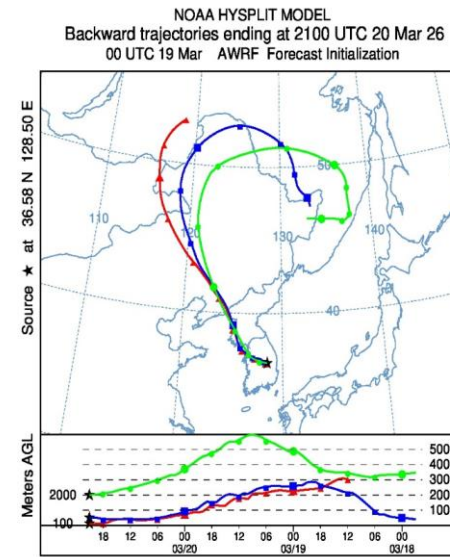 NOAA HYSPLIT MODEL
Backward trajectories ending at 2100 UTC 20 Mar 26
00 UTC 19 Mar AWRF Forecast Initialization
Source ★ at 36.58 N 128.50 E
110
120
130
140
50
40
Meters AGL
2000
100
500
400
300
200
100
18 12 06 00 18 12 06 00 18 12 06 00
03/20 03/19 03/18